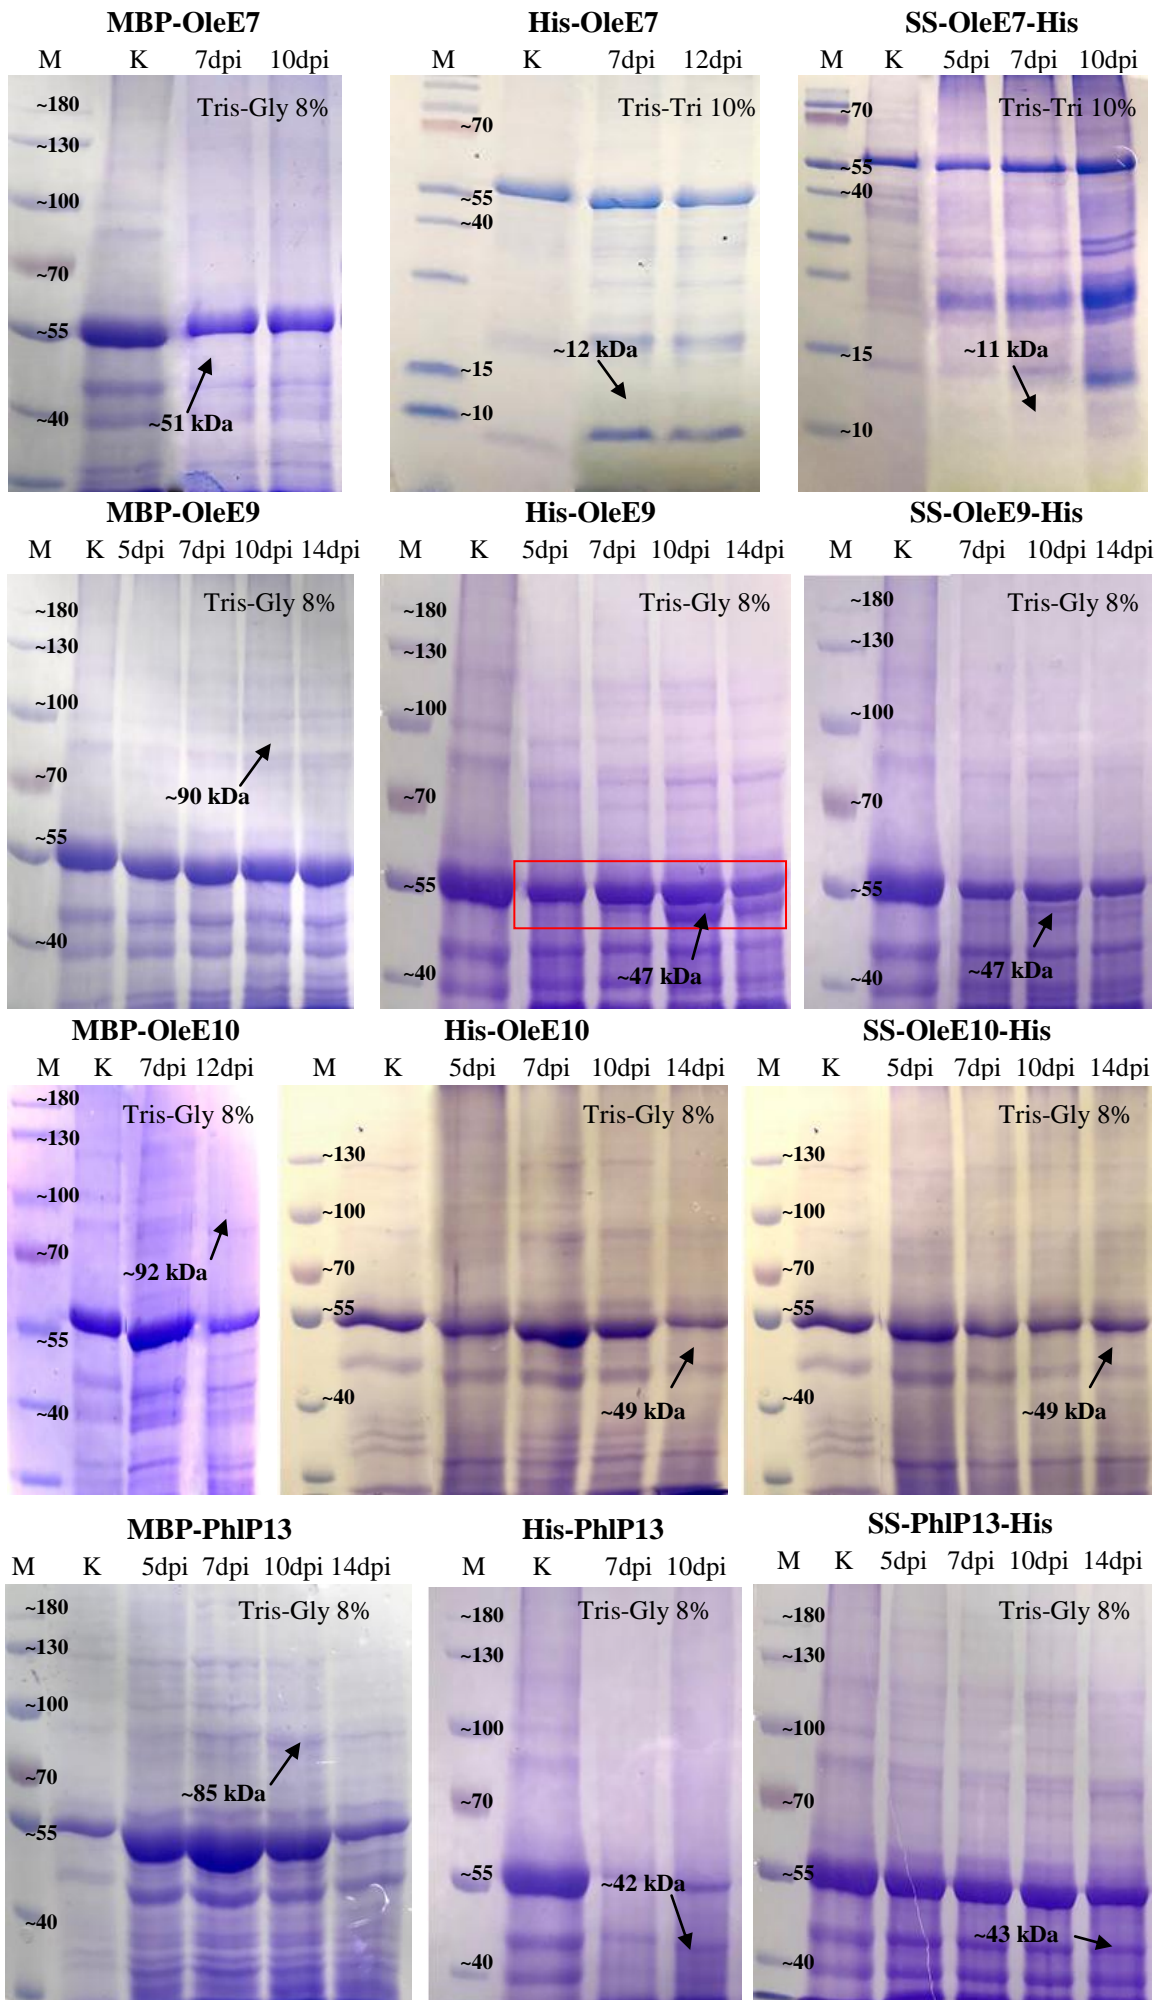 MBP-OleE7
M K 7dpi 10dpi
Tris-Gly 8%
~180
~130
~100
~70
~55
~40
~51 kDa
His-OleE7
M K 7dpi 12dpi
Tris-Tri 10%
~70
~55
~40
~15
~10
~12 kDa
SS-OleE7-His
M K 5dpi 7dpi 10dpi
Tris-Tri 10%
~70
~55
~40
~15
~10
~11 kDa
MBP-OleE9
M K 5dpi 7dpi 10dpi 14dpi
Tris-Gly 8%
~180
~130
~100
~70
~55
~40
~90 kDa
His-OleE9
M K 5dpi 7dpi 10dpi 14dpi
Tris-Gly 8%
~180
~130
~100
~70
~55
~40
~47 kDa
SS-OleE9-His
M K 7dpi 10dpi 14dpi
Tris-Gly 8%
~180
~130
~100
~70
~55
~40
~47 kDa
MBP-OleE10
M K 7dpi 12dpi
Tris-Gly 8%
~180
~130
~100
~70
~55
~40
~92 kDa
His-OleE10
M K 5dpi 7dpi 10dpi 14dpi
Tris-Gly 8%
~130
~100
~70
~55
~40
~49 kDa
SS-OleE10-His
M K 5dpi 7dpi 10dpi 14dpi
Tris-Gly 8%
~130
~100
~70
~55
~40
~49 kDa
MBP-PhlP13
M K 5dpi 7dpi 10dpi 14dpi
Tris-Gly 8%
~180
~130
~100
~70
~55
~40
~85 kDa
His-PhlP13
M K 7dpi 10dpi
Tris-Gly 8%
~180
~130
~100
~70
~55
~40
~42 kDa
SS-PhlP13-His
M K 5dpi 7dpi 10dpi 14dpi
Tris-Gly 8%
~180
~130
~100
~70
~55
~40
~43 kDa